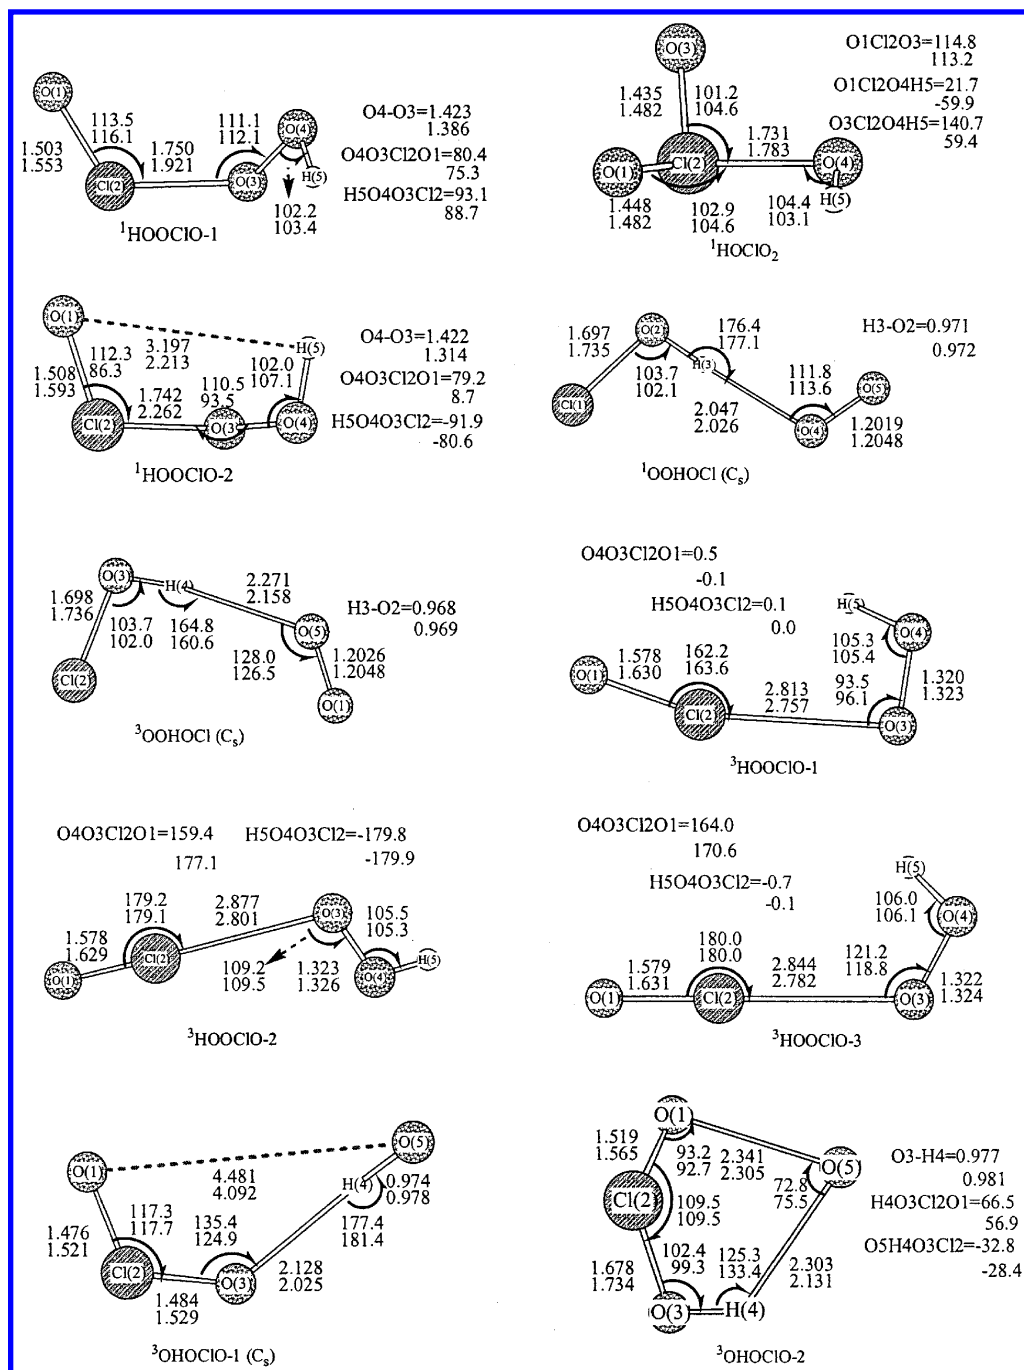 O(1)
1.503
1.553
113.5
116.1
1.750
1.921
111.1
112.1
O(4)
H(5)
Cl(2)
O(3)
102.2
103.4
O4-O3=1.423
1.386
O4O3Cl2O1=80.4
75.3
H5O4O3Cl2=93.1
88.7
1HOOClO-1
O(3)
1.435
1.482
101.2
104.6
1.731
1.783
O(1)
Cl(2)
O(4)
H(5)
1.448
1.482
102.9
104.6
104.4
103.1
O1Cl2O3=114.8
113.2
O1Cl2O4H5=21.7
-59.9
O3Cl2O4H5=140.7
59.4
1HOClO2
O(1)
3.197
2.213
H(5)
112.3
86.3
1.508
1.593
1.742
2.262
110.5
93.5
102.0
107.1
Cl(2)
O(3)
O(4)
O4-O3=1.422
1.314
O4O3Cl2O1=79.2
8.7
H5O4O3Cl2=-91.9
-80.6
1HOOClO-2
1.697
1.735
O(2)
176.4
177.1
H(3)
103.7
102.1
Cl(1)
2.047
2.026
111.8
113.6
O(5)
O(4)
1.2019
1.2048
H3-O2=0.971
0.972
1OOHOCl (Cs)
O(3)
H(4)
1.698
1.736
103.7
102.0
164.8
160.6
2.271
2.158
O(5)
Cl(2)
128.0
126.5
1.2026
1.2048
O(1)
H3-O2=0.968
0.969
3OOHOCl (Cs)
O4O3Cl2O1=0.5
-0.1
H5O4O3Cl2=0.1
0.0
H(5)
O(4)
105.3
105.4
O(1)
1.578
1.630
162.2
163.6
Cl(2)
2.813
2.757
93.5
96.1
1.320
1.323
O(3)
3HOOClO-1
O4O3Cl2O1=159.4
177.1
H5O4O3Cl2=-179.8
-179.9
179.2
179.1
2.877
2.801
O(3)
105.5
105.3
1.578
1.629
O(1)
Cl(2)
109.2
109.5
1.323
1.326
O(4)
H(5)
3HOOClO-2
O4O3Cl2O1=164.0
170.6
H5O4O3Cl2=-0.7
-0.1
H(5)
106.0
106.1
O(4)
180.0
180.0
1.579
1.631
2.844
2.782
121.2
118.8
1.322
1.324
O(1)
Cl(2)
O(3)
3HOOClO-3
O(1)
O(5)
4.481
4.092
H(4)
0.974
0.978
117.3
117.7
135.4
124.9
177.4
181.4
1.476
1.521
Cl(2)
O(3)
2.128
2.025
1.484
1.529
3OHOClO-1 (Cs)
O(1)
1.519
1.565
93.2
92.7
2.341
2.305
O(5)
Cl(2
72.8
75.5
109.5
109.5
102.4
99.3
125.3
133.4
2.303
2.131
1.678
1.734
O(3)
H(4)
O3-H4=0.977
0.981
H4O3Cl2O1=66.5
56.9
O5H4O3Cl2=-32.8
-28.4
3OHOClO-2